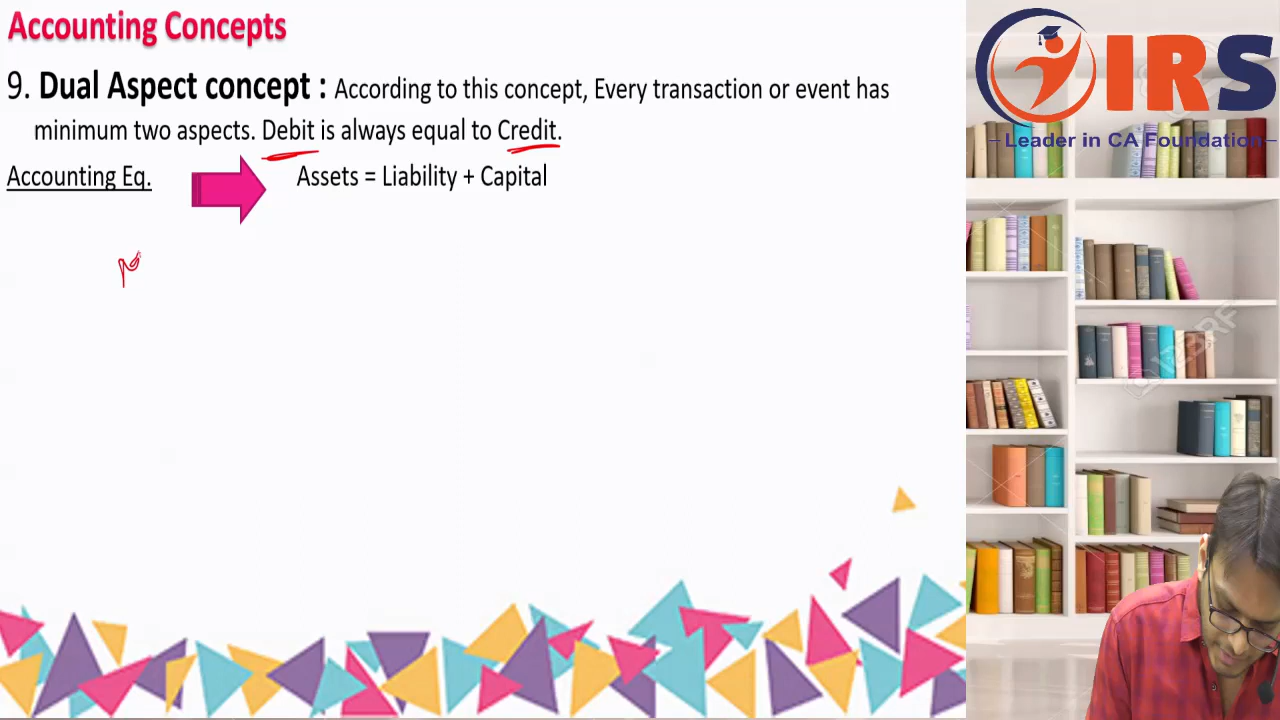 Accounting Concepts
9. Dual Aspect concept : According to this concept, Every transaction or event has
minimum two aspects. Debit is always equal to Credit.
Accounting Eq.
Assets = Liability + Capital
IRS
Leader in CA Foundation
123RF